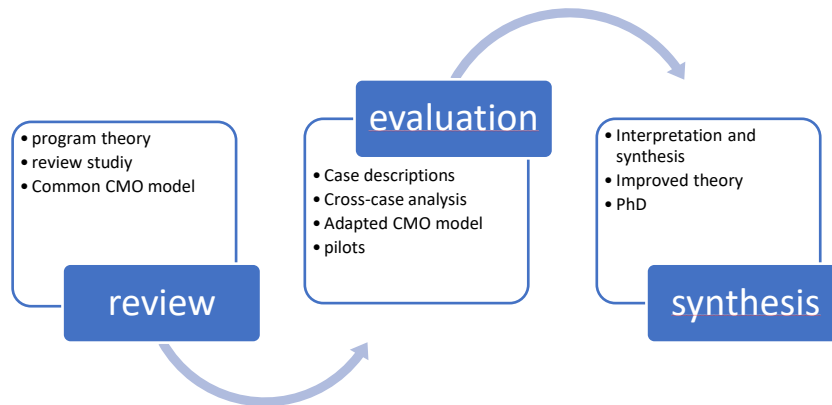 • program theory
• review studiy
• Common CMO model
review
evaluation
• Case descriptions
• Cross-case analysis
• Adapted CMO model
• pilots
• Interpretation and
synthesis
• Improved theory
• PhD
synthesis